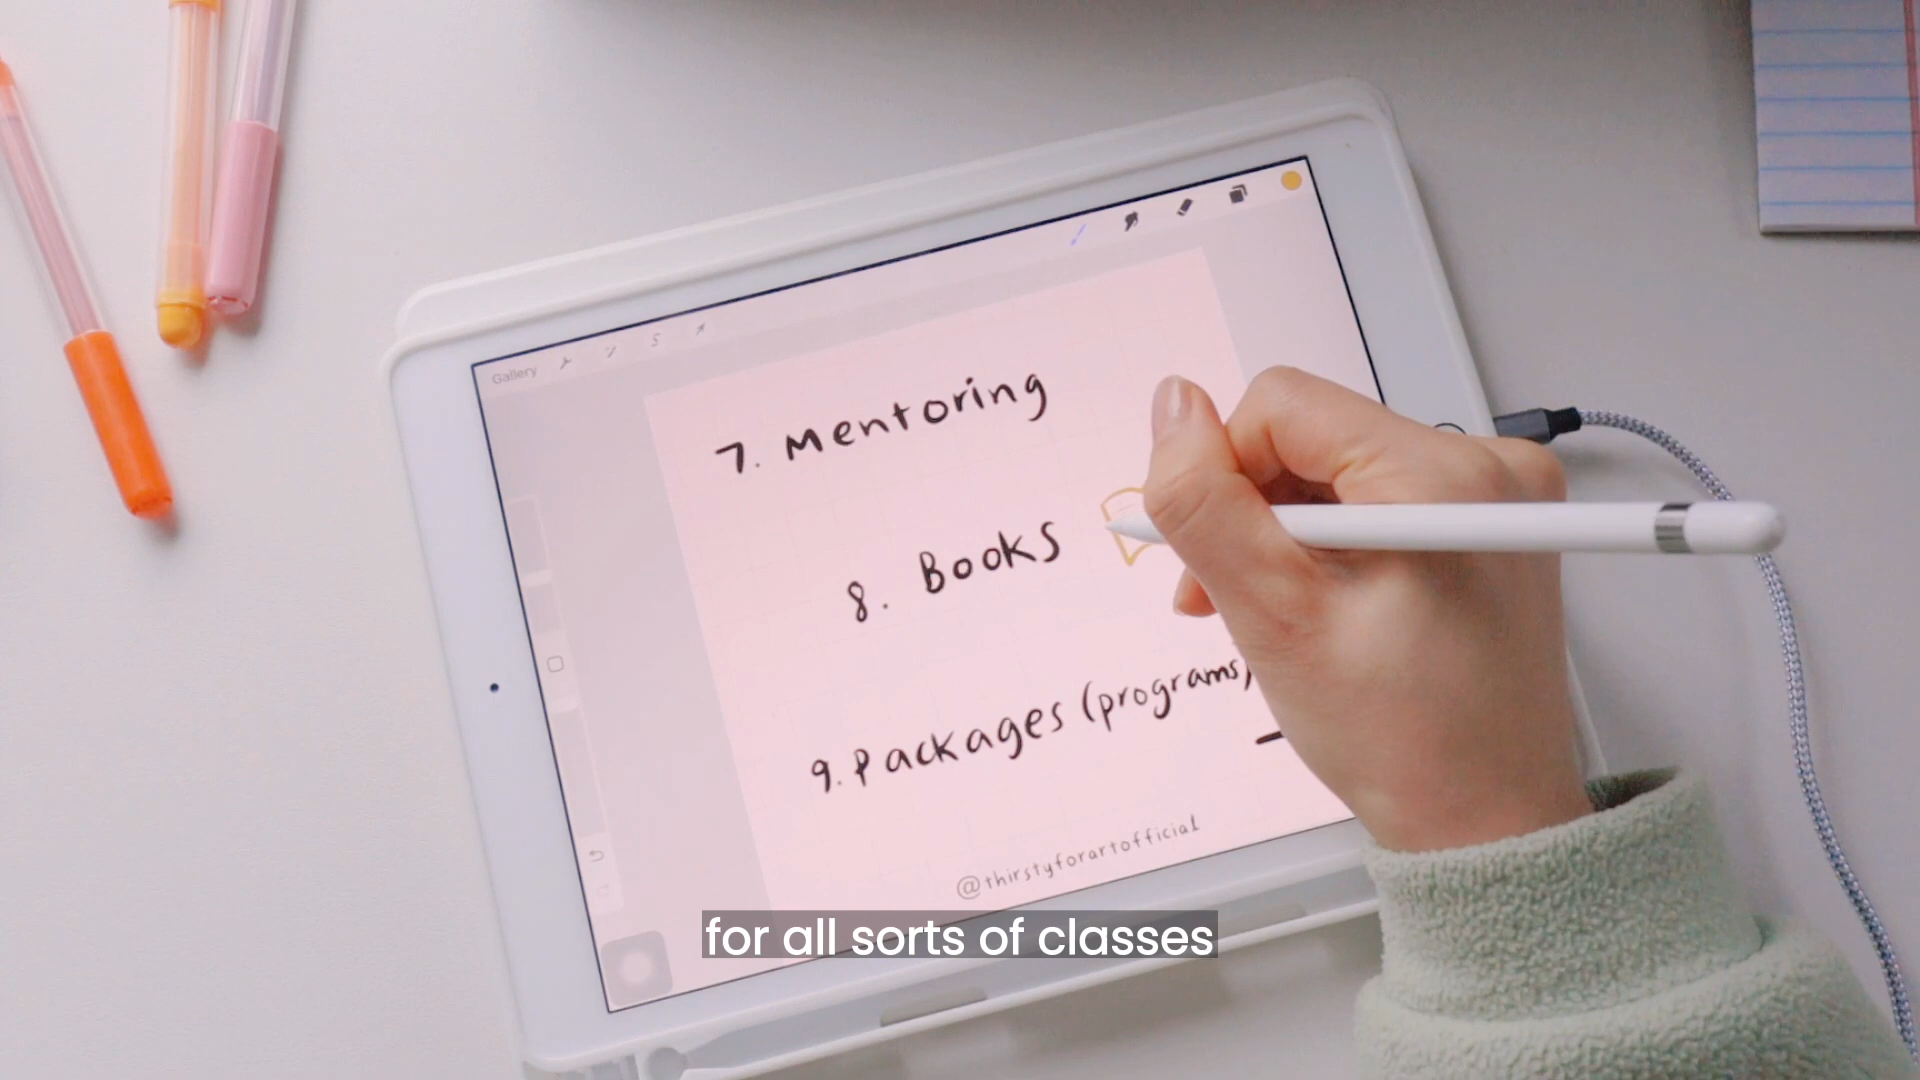 Gallery
7. Mentoring
8. Books
9. Packages (programs)
@thirstyforartofficial
for all sorts of classes